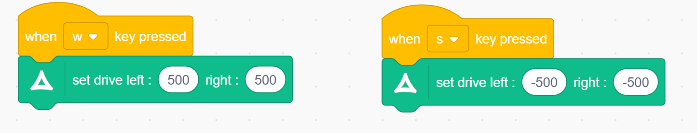 when w key pressed
set drive left : 500 right : 500
when s key pressed
set drive left : -500 right : -500